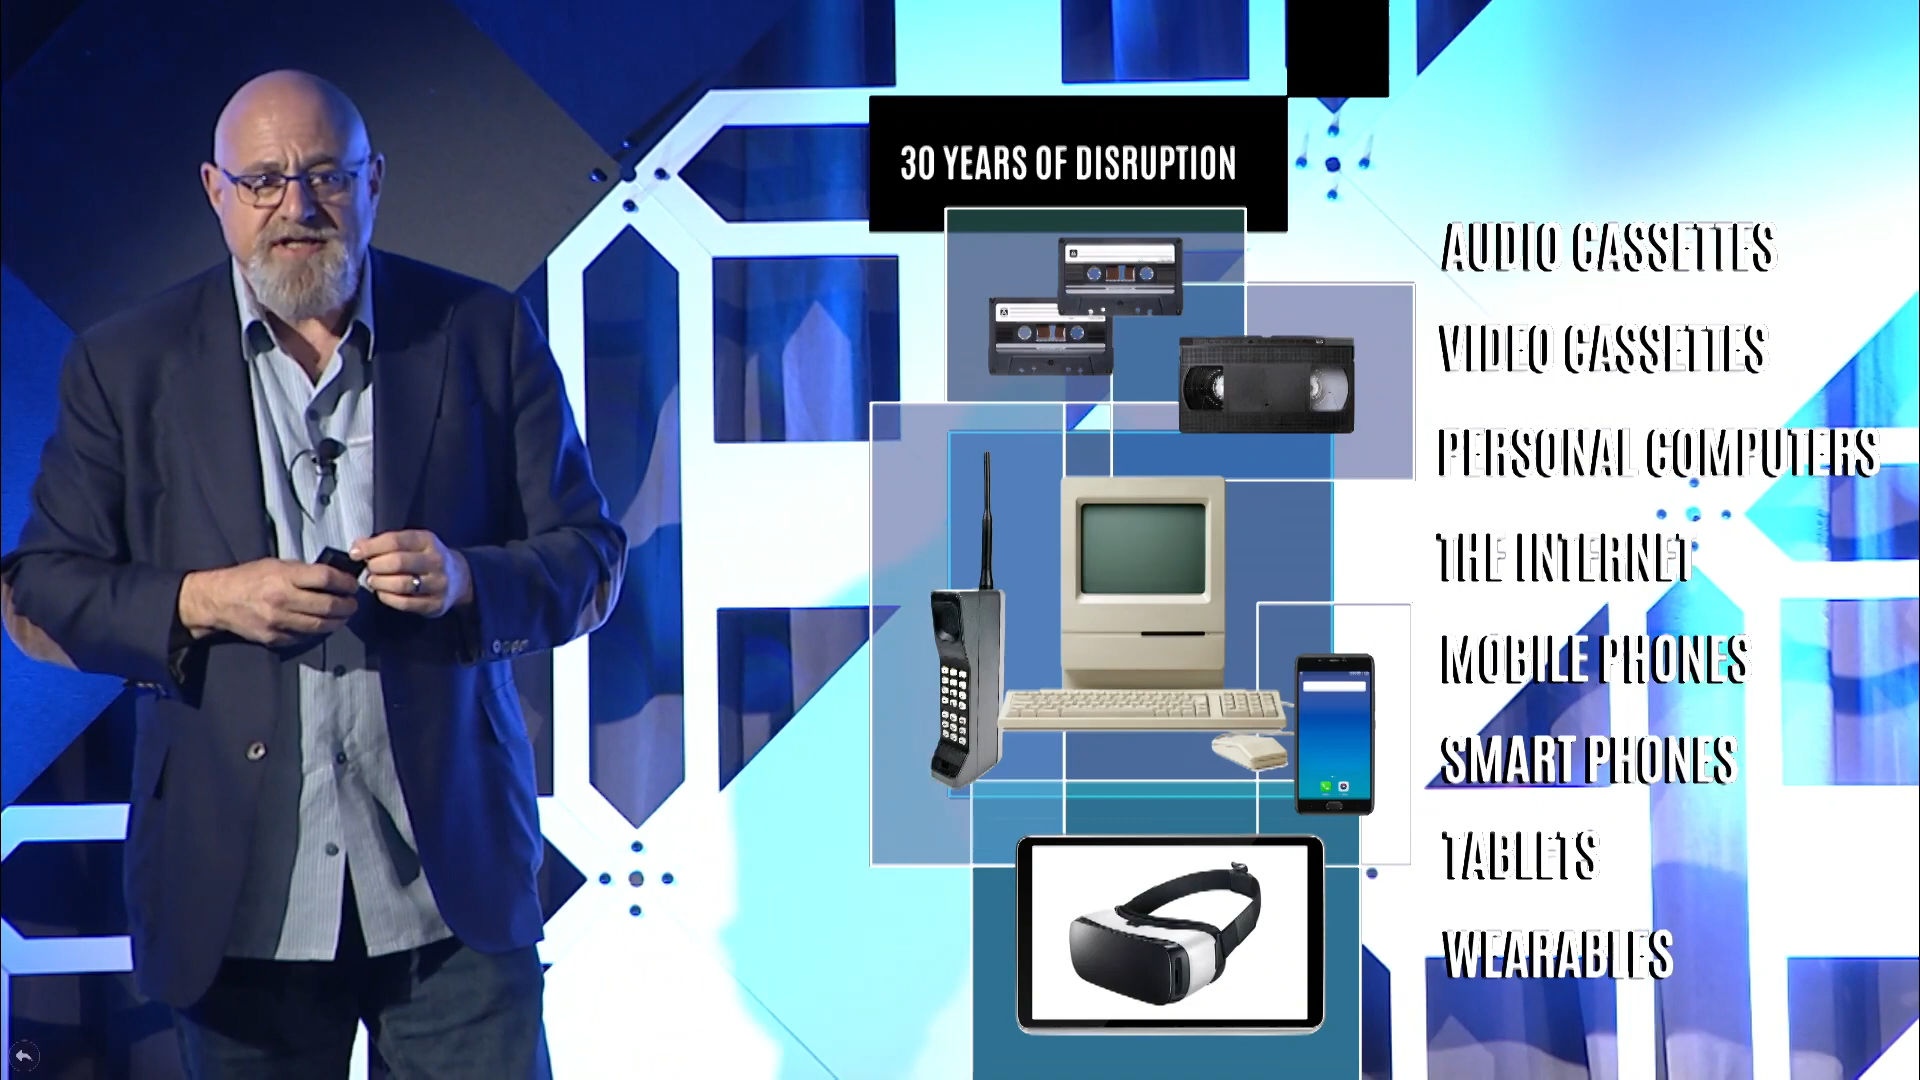 30 YEARS OF DISRUPTION
AUDIO CASSETTES
VIDEO CASSETTES
PERSONAL COMPUTERS
THE INTERNET
MOBILE PHONES
SMART PHONES
TABLETS
WEARABLES